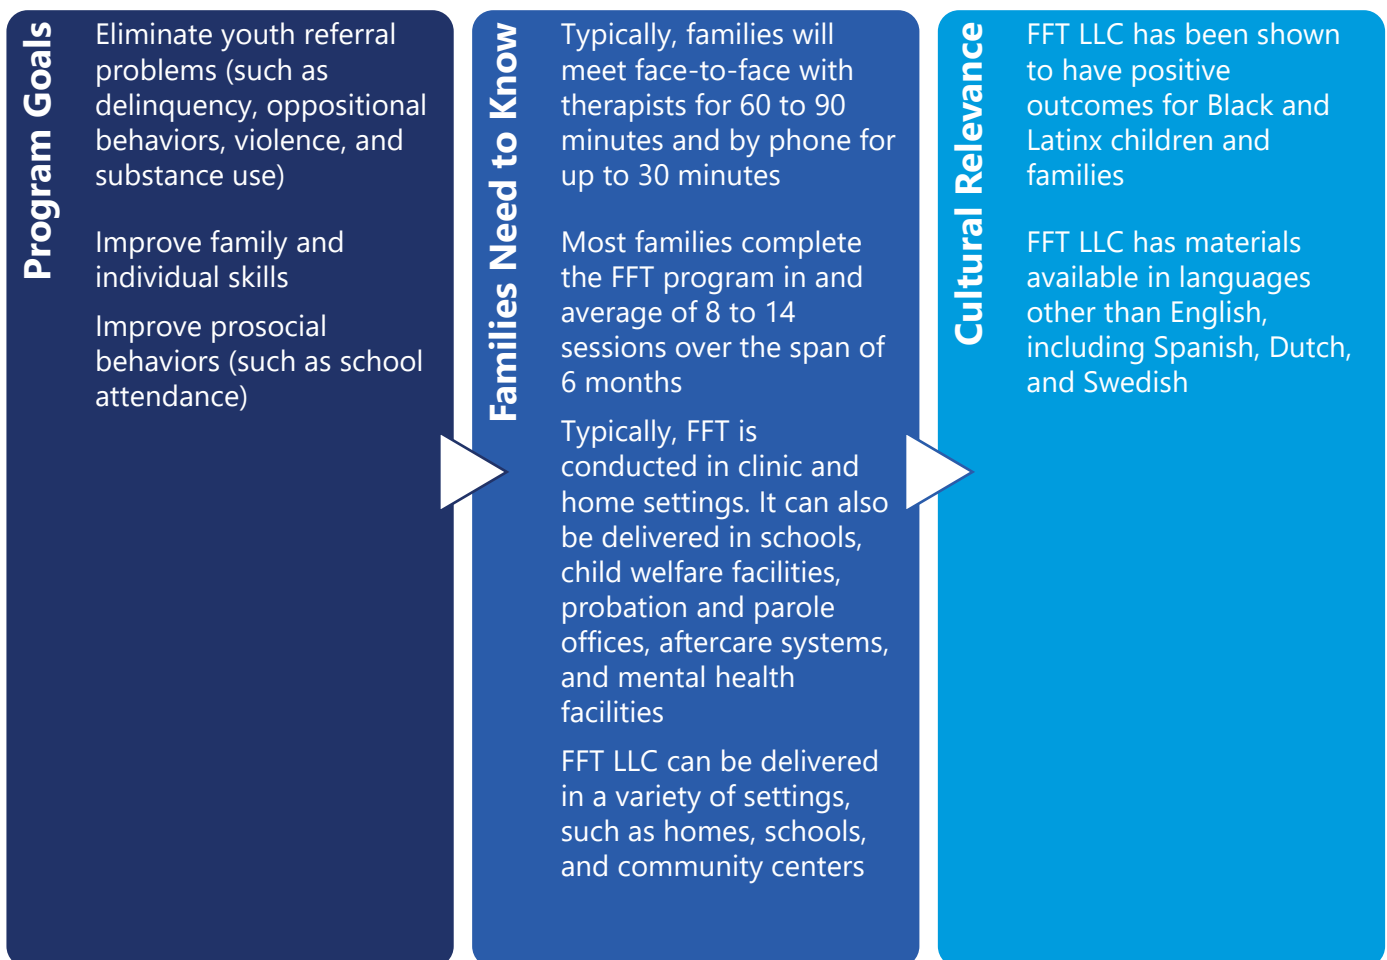 Program Goals
Eliminate youth referral
problems (such as
delinquency, oppositional
behaviors, violence, and
substance use)
Improve family and
individual skills
Improve prosocial
behaviors (such as school
attendance)
Families Need to Know
Typically, families will
meet face-to-face with
therapists for 60 to 90
minutes and by phone for
up to 30 minutes
Most families complete
the FFT program in and
average of 8 to 14
sessions over the span of
6 months
Typically, FFT is
conducted in clinic and
home settings. It can also
be delivered in schools,
child welfare facilities,
probation and parole
offices, aftercare systems,
and mental health
facilities
FFT LLC can be delivered
in a variety of settings,
such as homes, schools,
and community centers
Cultural Relevance
FFT LLC has been shown
to have positive
outcomes for Black and
Latinx children and
families
FFT LLC has materials
available in languages
other than English,
including Spanish, Dutch,
and Swedish